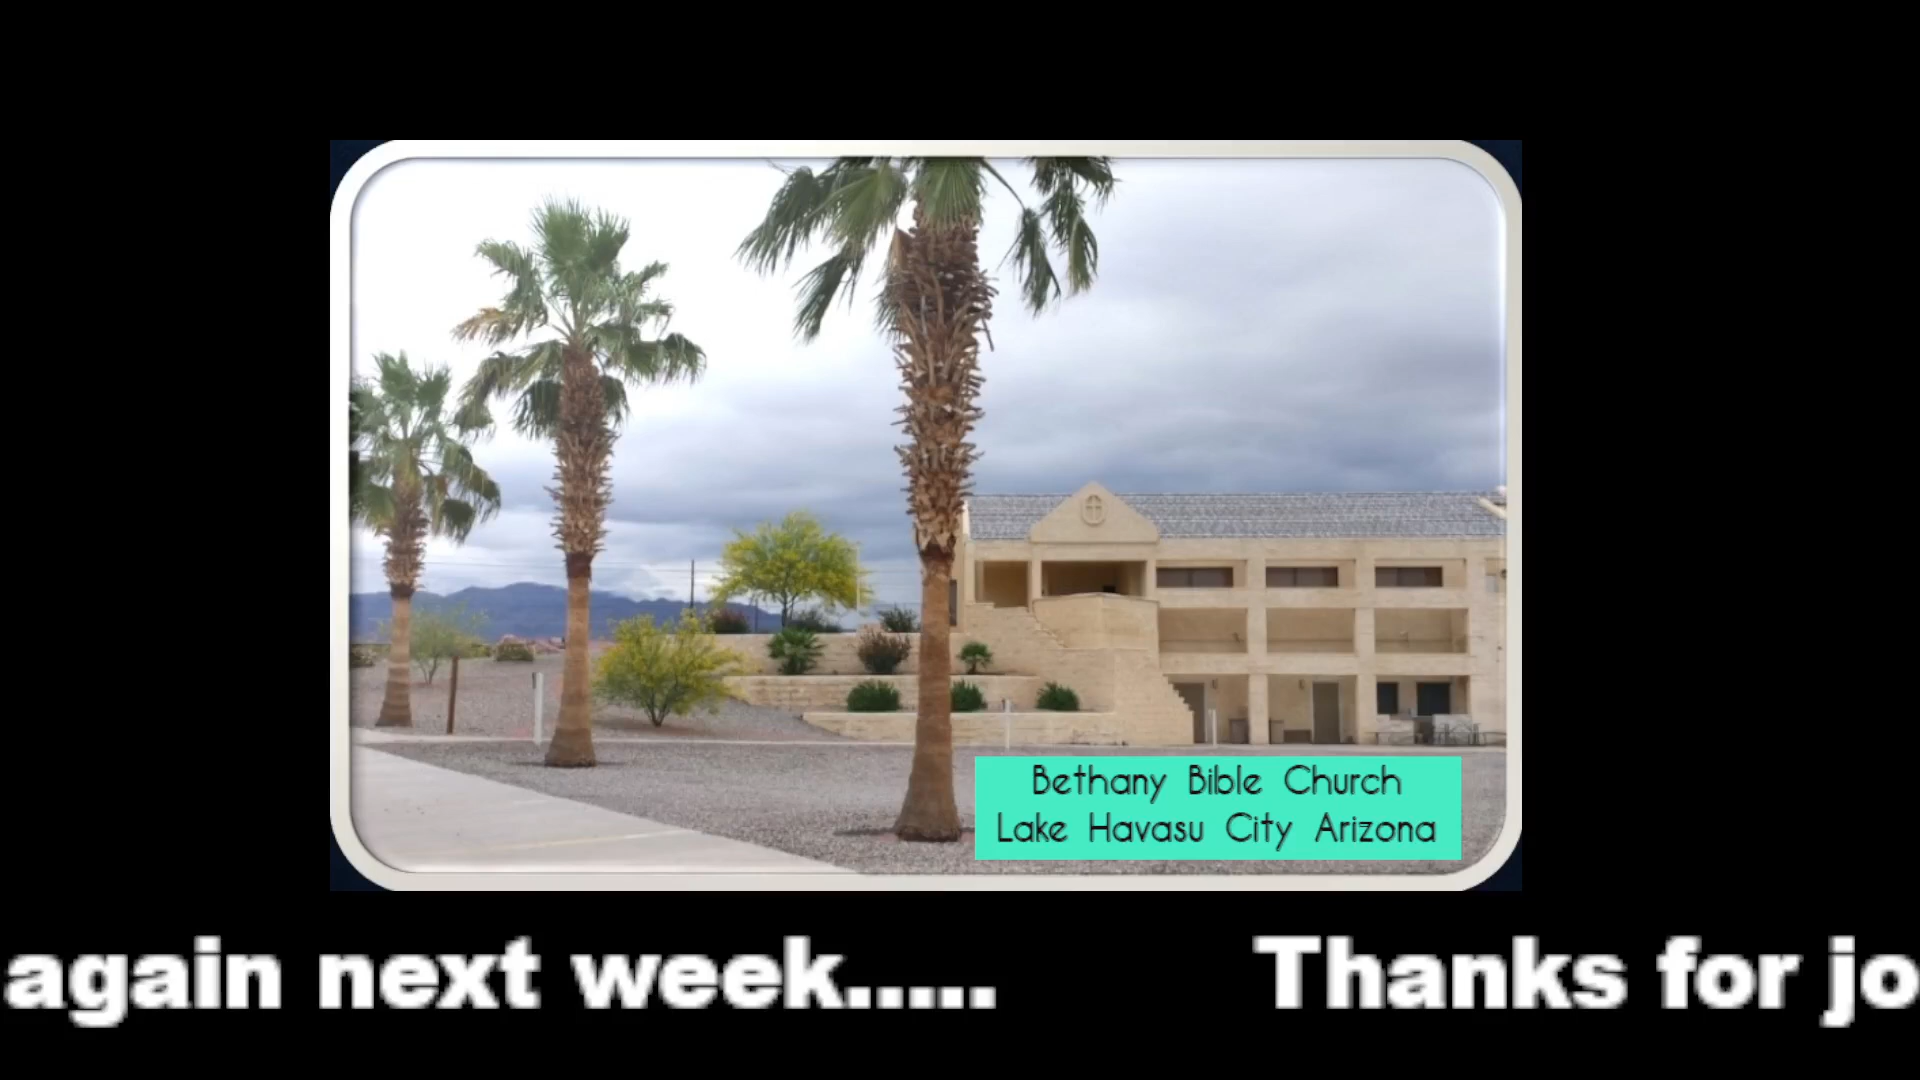 Bethany Bible Church
Lake Havasu City Arizona
again next week..... Thanks for jo